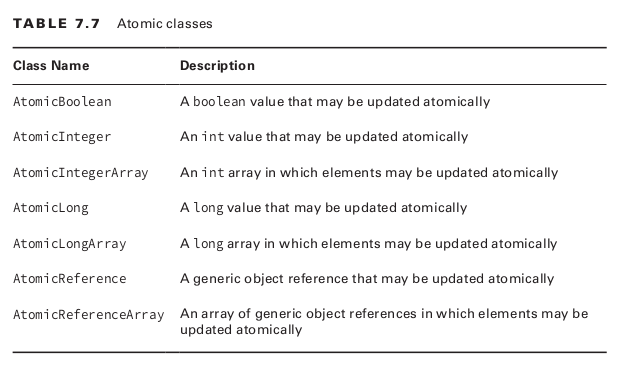 TABLE 7.7 Atomic classes
Class Name Description
AtomicBoolean A boolean value that may be updated atomically
AtomicInteger An int value that may be updated atomically
AtomicIntegerArray An int array in which elements may be updated atomically
AtomicLong A long value that may be updated atomically
AtomicLongArray A long array in which elements may be updated atomically
AtomicReference A generic object reference that may be updated atomically
AtomicReferenceArray An array of generic object references in which elements may be
updated atomically